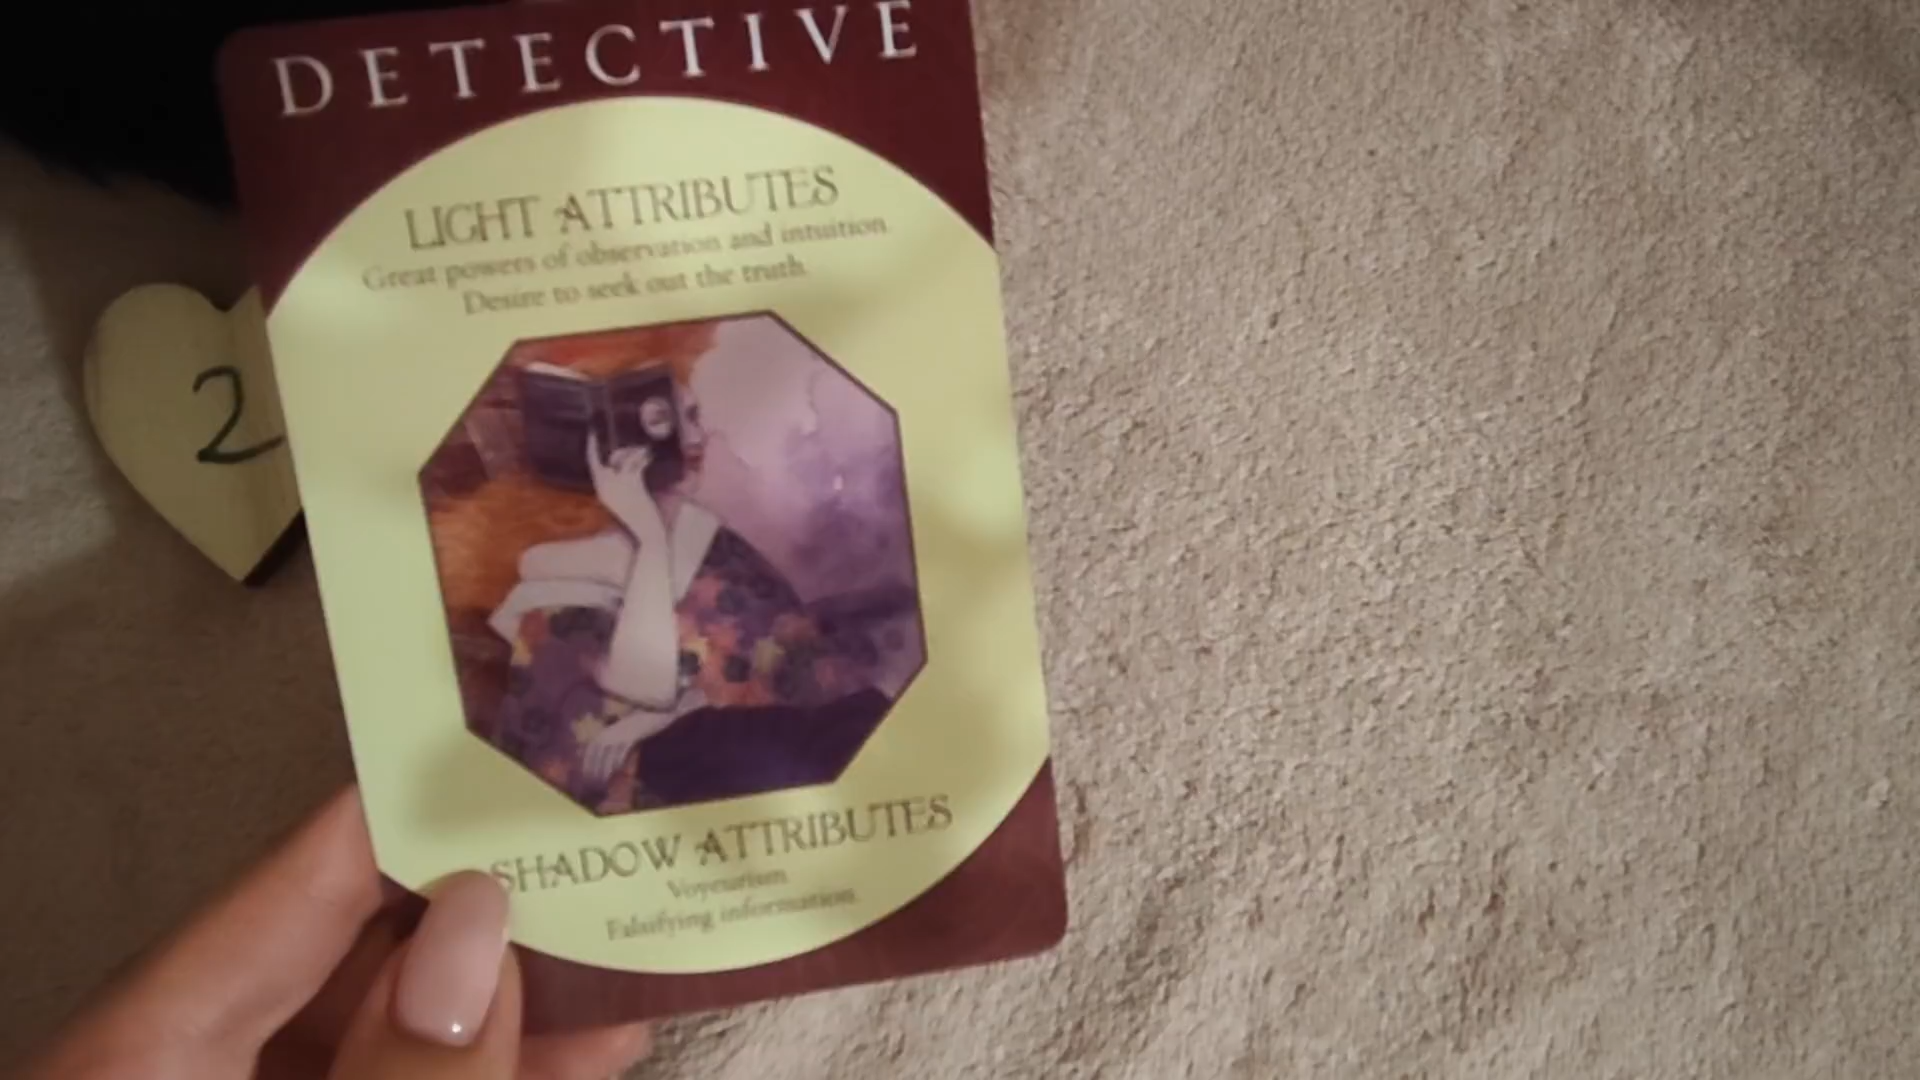 DETECTIVE
LIGHT ATTRIBUTES
Great powers of observation and intuition.
Desire to seek out the truth.
2
SHADOW ATTRIBUTES
Voyeurism
Falsifying information.